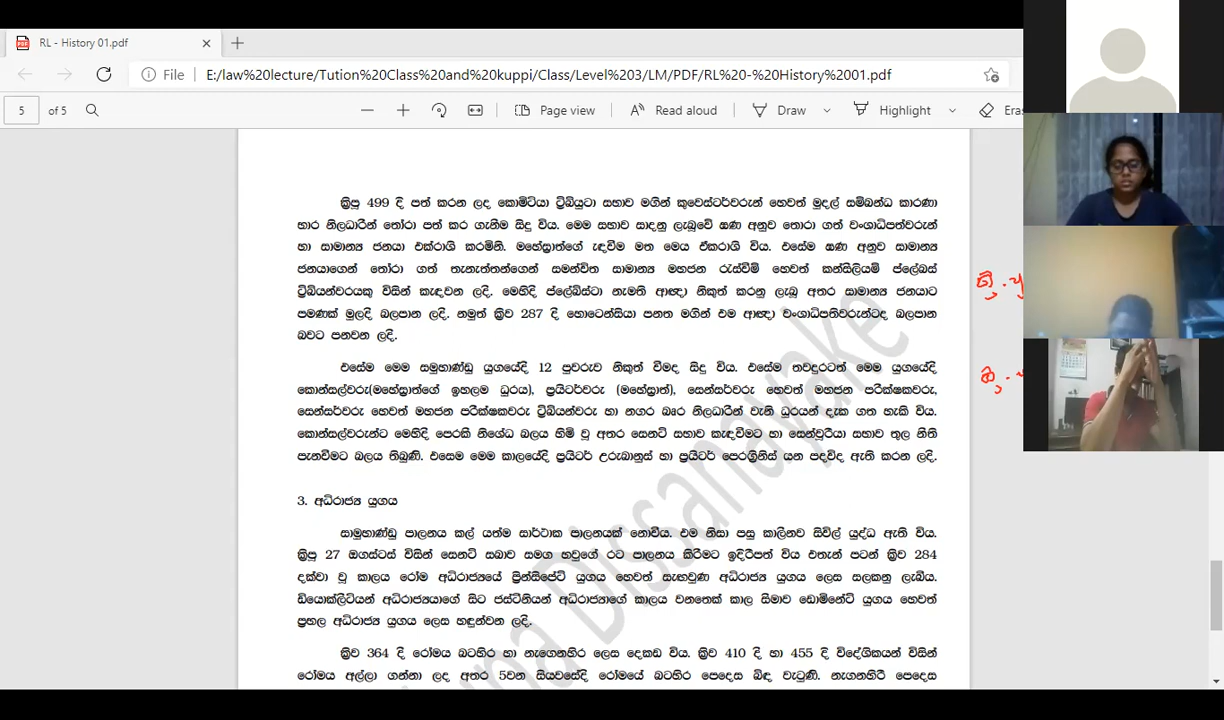 RL - History 01.pdf
File E:/law%20lecture/Tution%20Class%20and%20kuppi/Class/Level%203/LM/PDF/RL%20-%20History%2001.pdf
5 of 5 Page view Read aloud Draw Highlight Eras
ක්‍රිපූ 499 දි පත් කරන ලද කොමිටියා ට්‍රිබියුටා සභාව මගින් කුවෙස්ටර්වරුන් හෙවත් මුදල් සම්බන්ධ කාරණා
භාර නිලධාරීන් තෝරා පත් කර ගැනීම සිදු විය. මෙම සභාව සාදනු ලැබුවේ ඡණ අනුව තොරා ගත් වංශාධිපත්වරුන්
හා සාමාන්‍ය ජනයා එක්රාශි කරමිනි. මහේස්ත්‍රාත්ගේ කැඳවීම මත මෙය ඒකරාශි විය. එසේම ඡණ අනුව සාමාන්‍ය
ජනයාගෙන් තෝරා ගත් තැනැත්තන්ගෙන් සමන්විත සාමාන්‍ය මහජන රැස්වීම් හෙවත් කන්සිලියම් ප්ලේබස්
ට්‍රිබියන්වරයකු විසින් කැඳවන ලදි. මෙහිදි ප්ලේබිස්ටා නැමති ආඥා නිකුත් කරනු ලැබූ අතර සාමාන්‍ය ජනයාට
පමණක් මුලදි බලපාන ලදි. නමුත් ක්‍රිව 287 දි හොටෙන්සියා පනත මගින් එම ආඥා වංශාධිපතිවරුන්ටද බලපාන
බවට පනවන ලදි.
එසේම මෙම සමූහාණ්ඩු යුගයේදි 12 පුවරුව නිකුත් වීමද සිදු විය. එසේම තවදුරටත් මෙම යුගයේදි
කොන්සල්වරු(මහේස්ත්‍රාත්ගේ ඉහලම ධුරය), ප්‍රයිටර්වරු (මහේස්ත්‍රාත්), සෙන්සර්වරු හෙවත් මහජන පරීක්ෂකවරු,
සෙන්සර්වරු හෙවත් මහජන පරීක්ෂකවරු ට්‍රිබියන්වරු හා නගර බෑර නිලධාරීන් වැනි ධුරයන් දැක ගත හැකි විය.
කොන්සල්වරුන්ට මෙහිදි පෙරකී නිශේධ බලය හිමි වූ අතර සෙනට් සභාව කැඳවීමට හා සෙන්චූරියා සභාව තුල නීති
පැනවීමට බලය තිබුණි. එසෙම මෙම කාලයේදි ප්‍රයිටර් උරුබානුස් හා ප්‍රයිටර් පෙරග්‍රිනිස් යන පදවිද ඇති කරන ලදි.
3. අධිරාජ්‍ය යුගය
සාමූහාණ්ඩු පාලනය කල් යත්ම සාර්ථාක පාලනයක් නොවීය. එම නිසා පසු කාලීනව සිවිල් යුද්ධ ඇති විය.
ක්‍රිපූ 27 ඔගස්ටස් විසින් සෙනට් සබාව සමග හවුගේ රට පාලනය කිරීමට ඉදිරිපත් විය එතැන් පටන් ක්‍රිව 284
දක්වා වූ කාලය රෝම අධිරාජ්‍යයේ ප්‍රින්සිපේට් යුගය හෙවත් සැඟවුණ අධිරාජ්‍ය යුගය ලෙස සලකනු ලැබීය.
ඩියොක්ලීටියන් අධිරාජ්‍යයාගේ සිට ජස්ටිනියන් අධිරාජ්‍යාගේ කාලය වනතෙක් කාල සිමාව ඩොමිනේට් යුගය හෙවත්
ප්‍රභල අධිරාජ්‍ය යුගය ලෙස හඳුන්වන ලදි.
ක්‍රිව 364 දි රෝමය බටහිර හා නැගෙනහිර ලෙස දෙකඩ විය. ක්‍රිව 410 දි හා 455 දි විදේශිකයන් විසින්
රෝමය අල්ලා ගන්නා ලද අතර 5වන සියවසේදි රෝමයේ බටහිර පෙදෙස බිඳ වැටුණි. නැගනහිරි පෙදෙස
Dissanayake